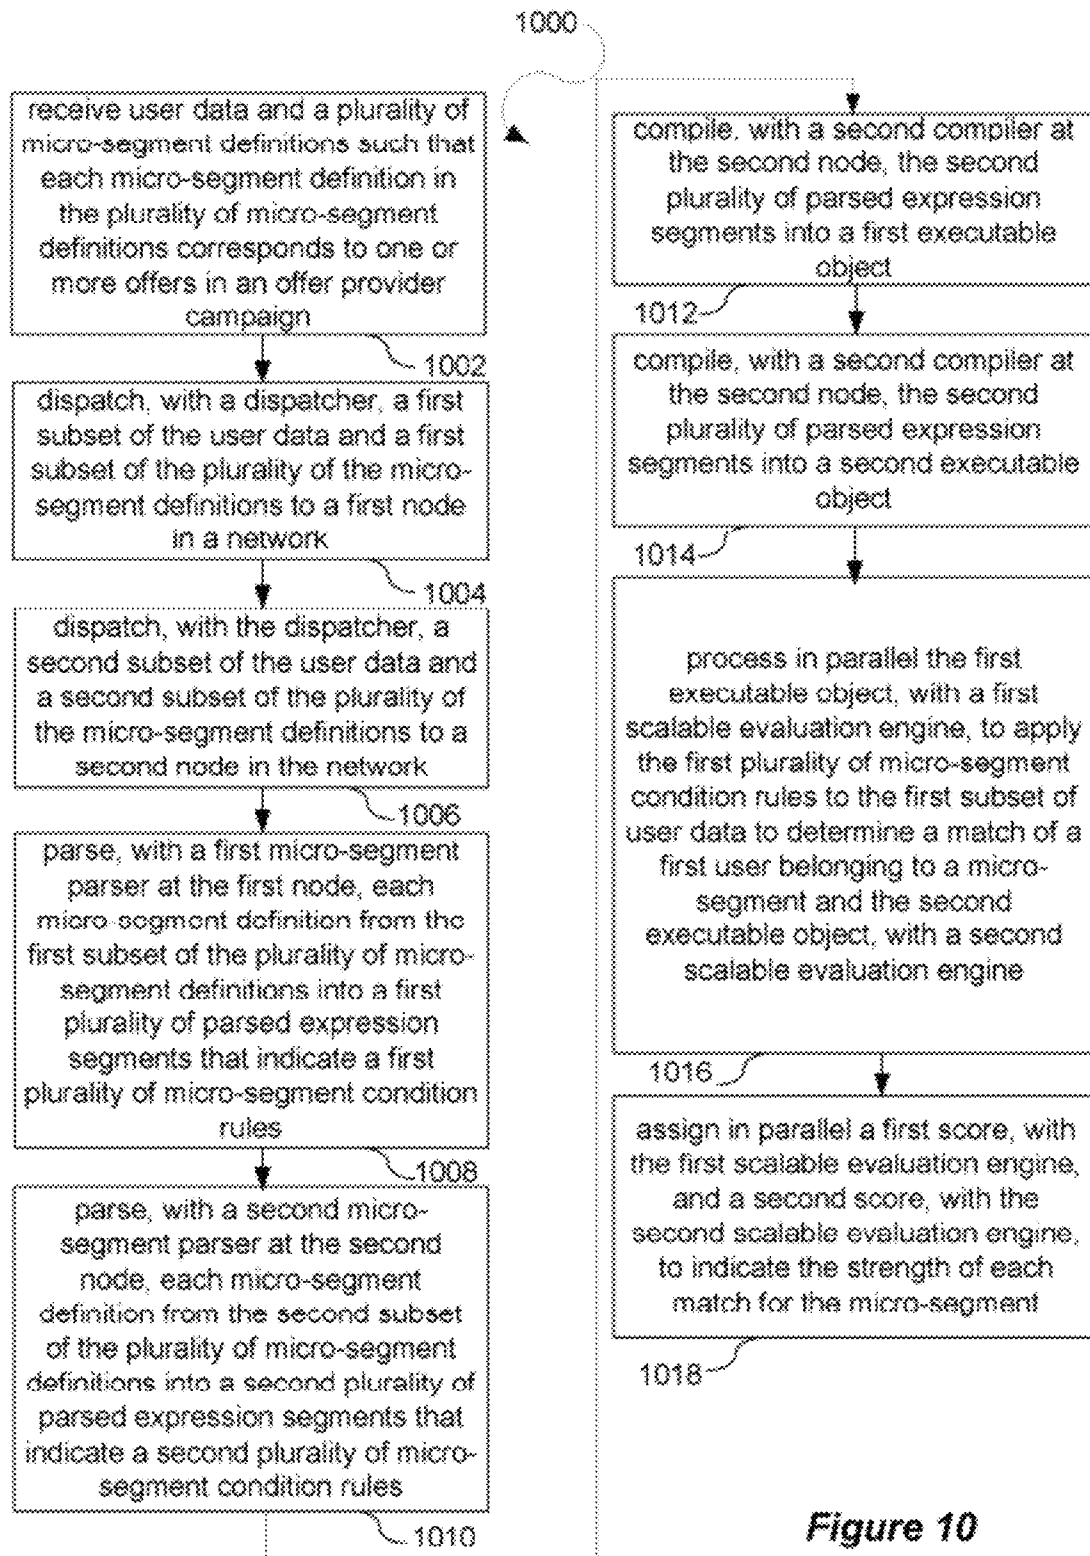 1000
receive user data and a plurality of
micro-segment definitions such that
each micro-segment definition in
the plurality of micro-segment
definitions corresponds to one or
more offers in an offer provider
campaign
1002
dispatch, with a dispatcher, a first
subset of the user data and a first
subset of the plurality of the micro-
segment definitions to a first node
in a network
1004
dispatch, with the dispatcher, a
second subset of the user data and
a second subset of the plurality of
the micro-segment definitions to a
second node in the network
1006
parse, with a first micro-segment
parser at the first node, each
micro-segment definition from the
first subset of the plurality of micro-
segment definitions into a first
plurality of parsed expression
segments that indicate a first
plurality of micro-segment condition
rules
1008
parse, with a second micro-
segment parser at the second
node, each micro-segment
definition from the second subset
of the plurality of micro-segment
definitions into a second plurality of
parsed expression segments that
indicate a second plurality of micro-
segment condition rules
1010
compile, with a second compiler at
the second node, the second
plurality of parsed expression
segments into a first executable
object
1012
compile, with a second compiler at
the second node, the second
plurality of parsed expression
segments into a second executable
object
1014
process in parallel the first
executable object, with a first
scalable evaluation engine, to apply
the first plurality of micro-segment
condition rules to the first subset of
user data to determine a match of a
first user belonging to a micro-
segment and the second
executable object, with a second
scalable evaluation engine
1016
assign in parallel a first score, with
the first scalable evaluation engine,
and a second score, with the
second scalable evaluation engine,
to indicate the strength of each
match for the micro-segment
1018
Figure 10